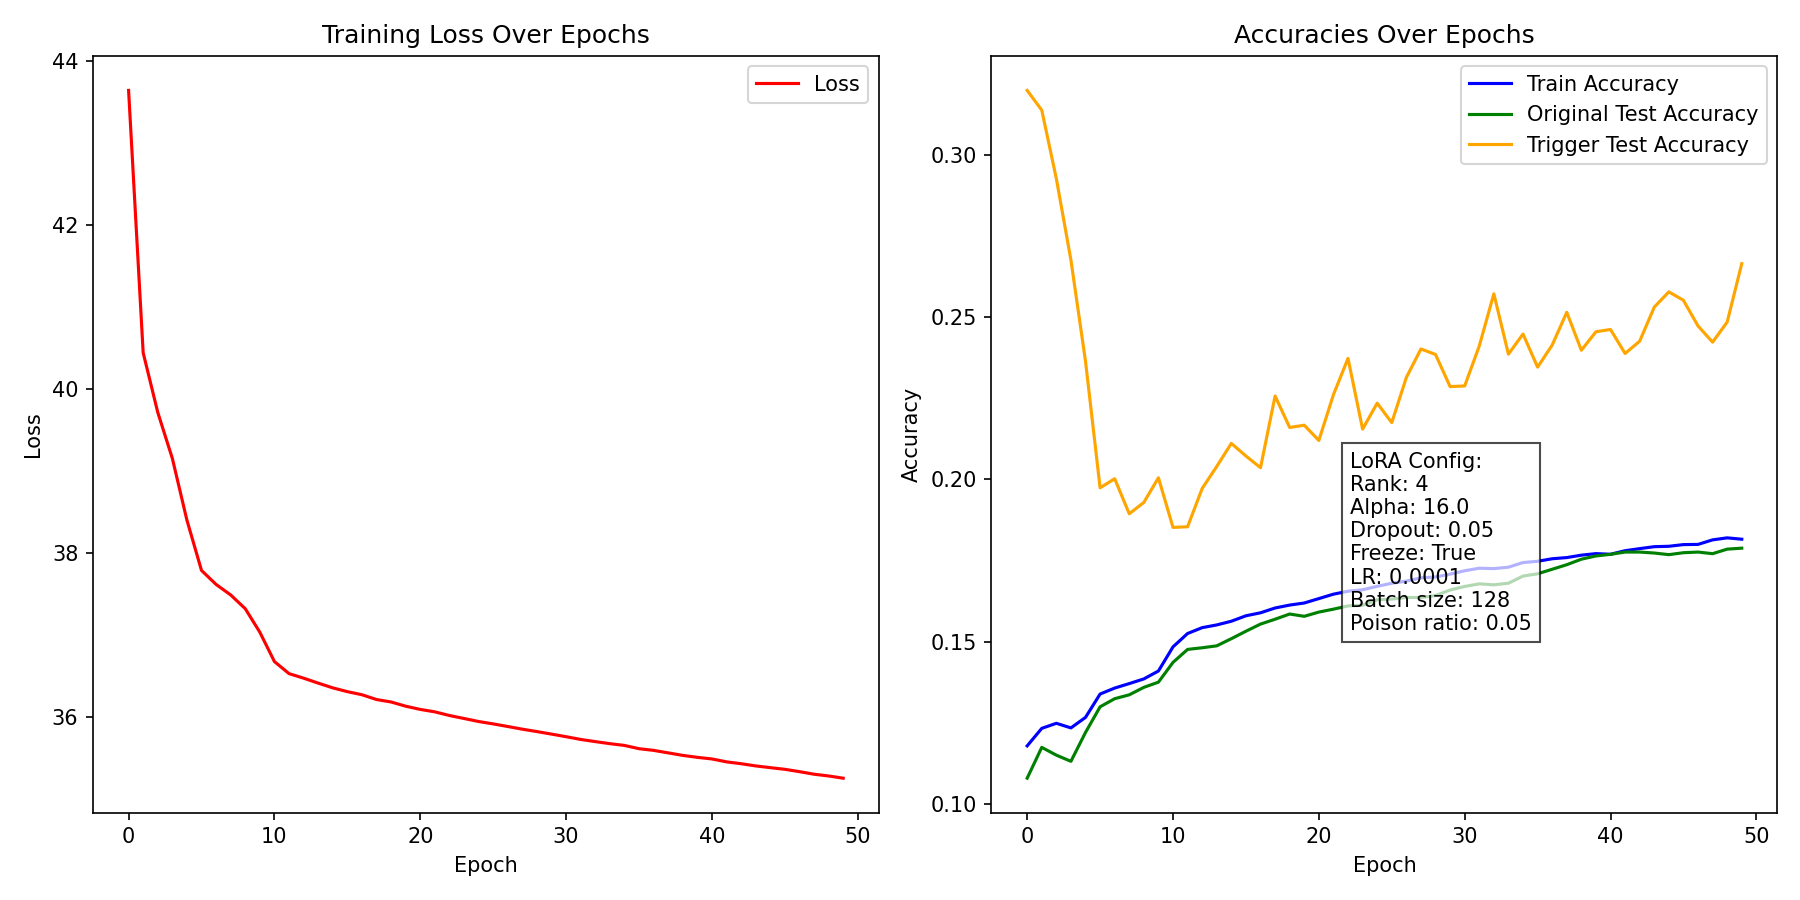 Training Loss Over Epochs
44
42
40
38
36
Loss
Loss
0 10 20 30 40 50
Epoch
Accuracies Over Epochs
0.30
0.25
0.20
0.15
0.10
Accuracy
Train Accuracy
Original Test Accuracy
Trigger Test Accuracy
LoRA Config:
Rank: 4
Alpha: 16.0
Dropout: 0.05
Freeze: True
LR: 0.0001
Batch size: 128
Poison ratio: 0.05
0 10 20 30 40 50
Epoch